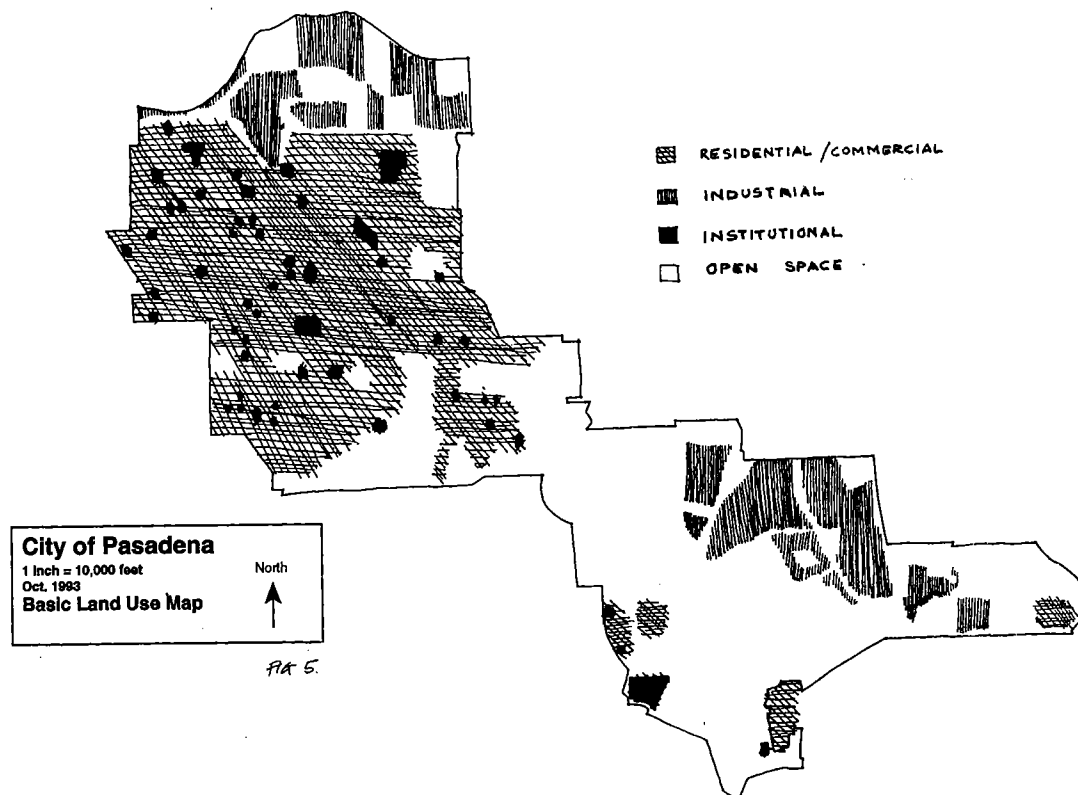 RESIDENTIAL / COMMERCIAL
INDUSTRIAL
INSTITUTIONAL
OPEN SPACE
City of Pasadena
1 Inch = 10,000 feet
Oct. 1993
Basic Land Use Map
North
FIG 5.